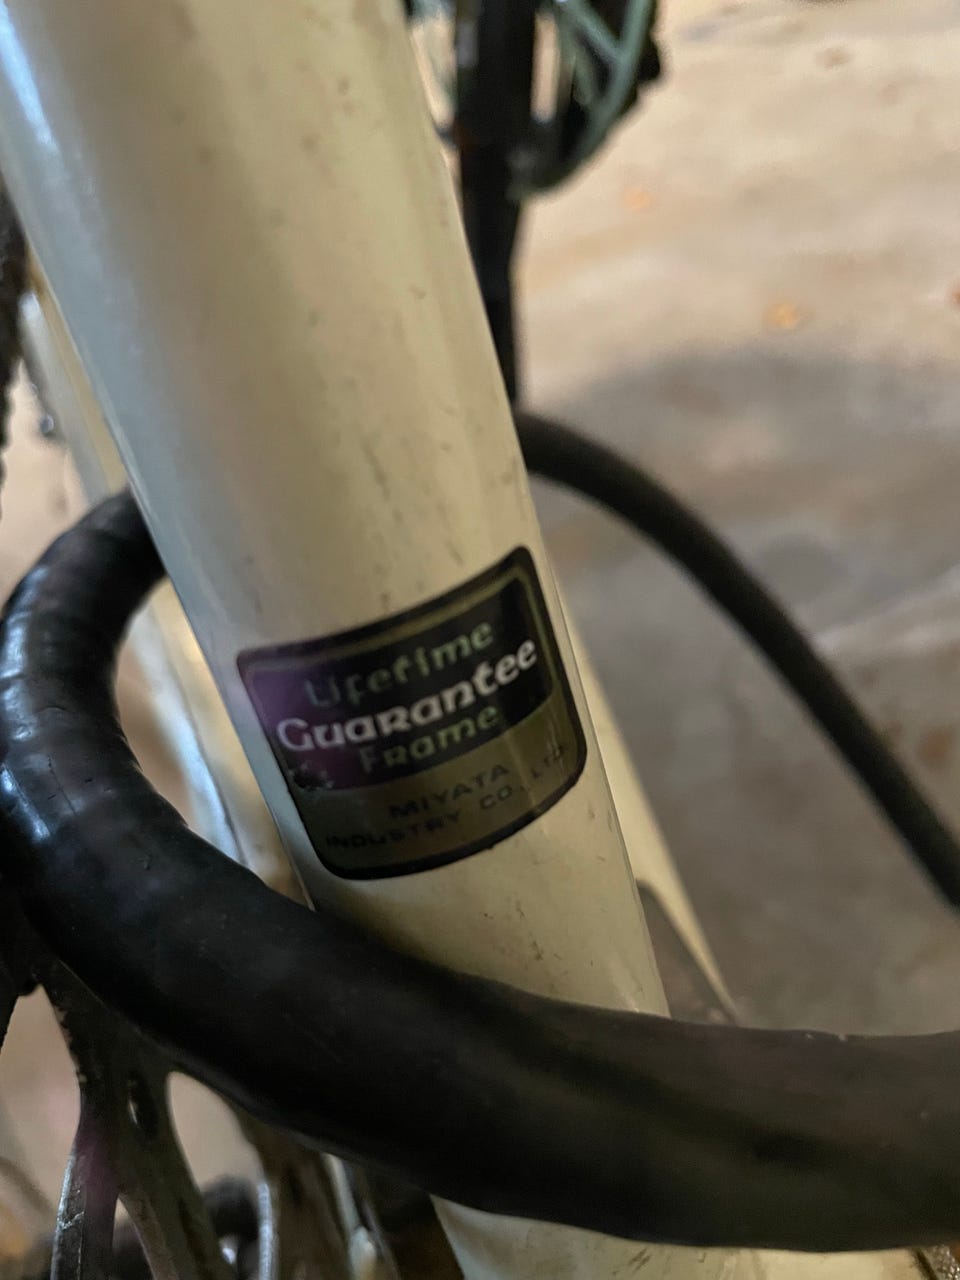 Lifetime
Guarantee
Frame
MIYATA
INDUSTRY CO., LTD